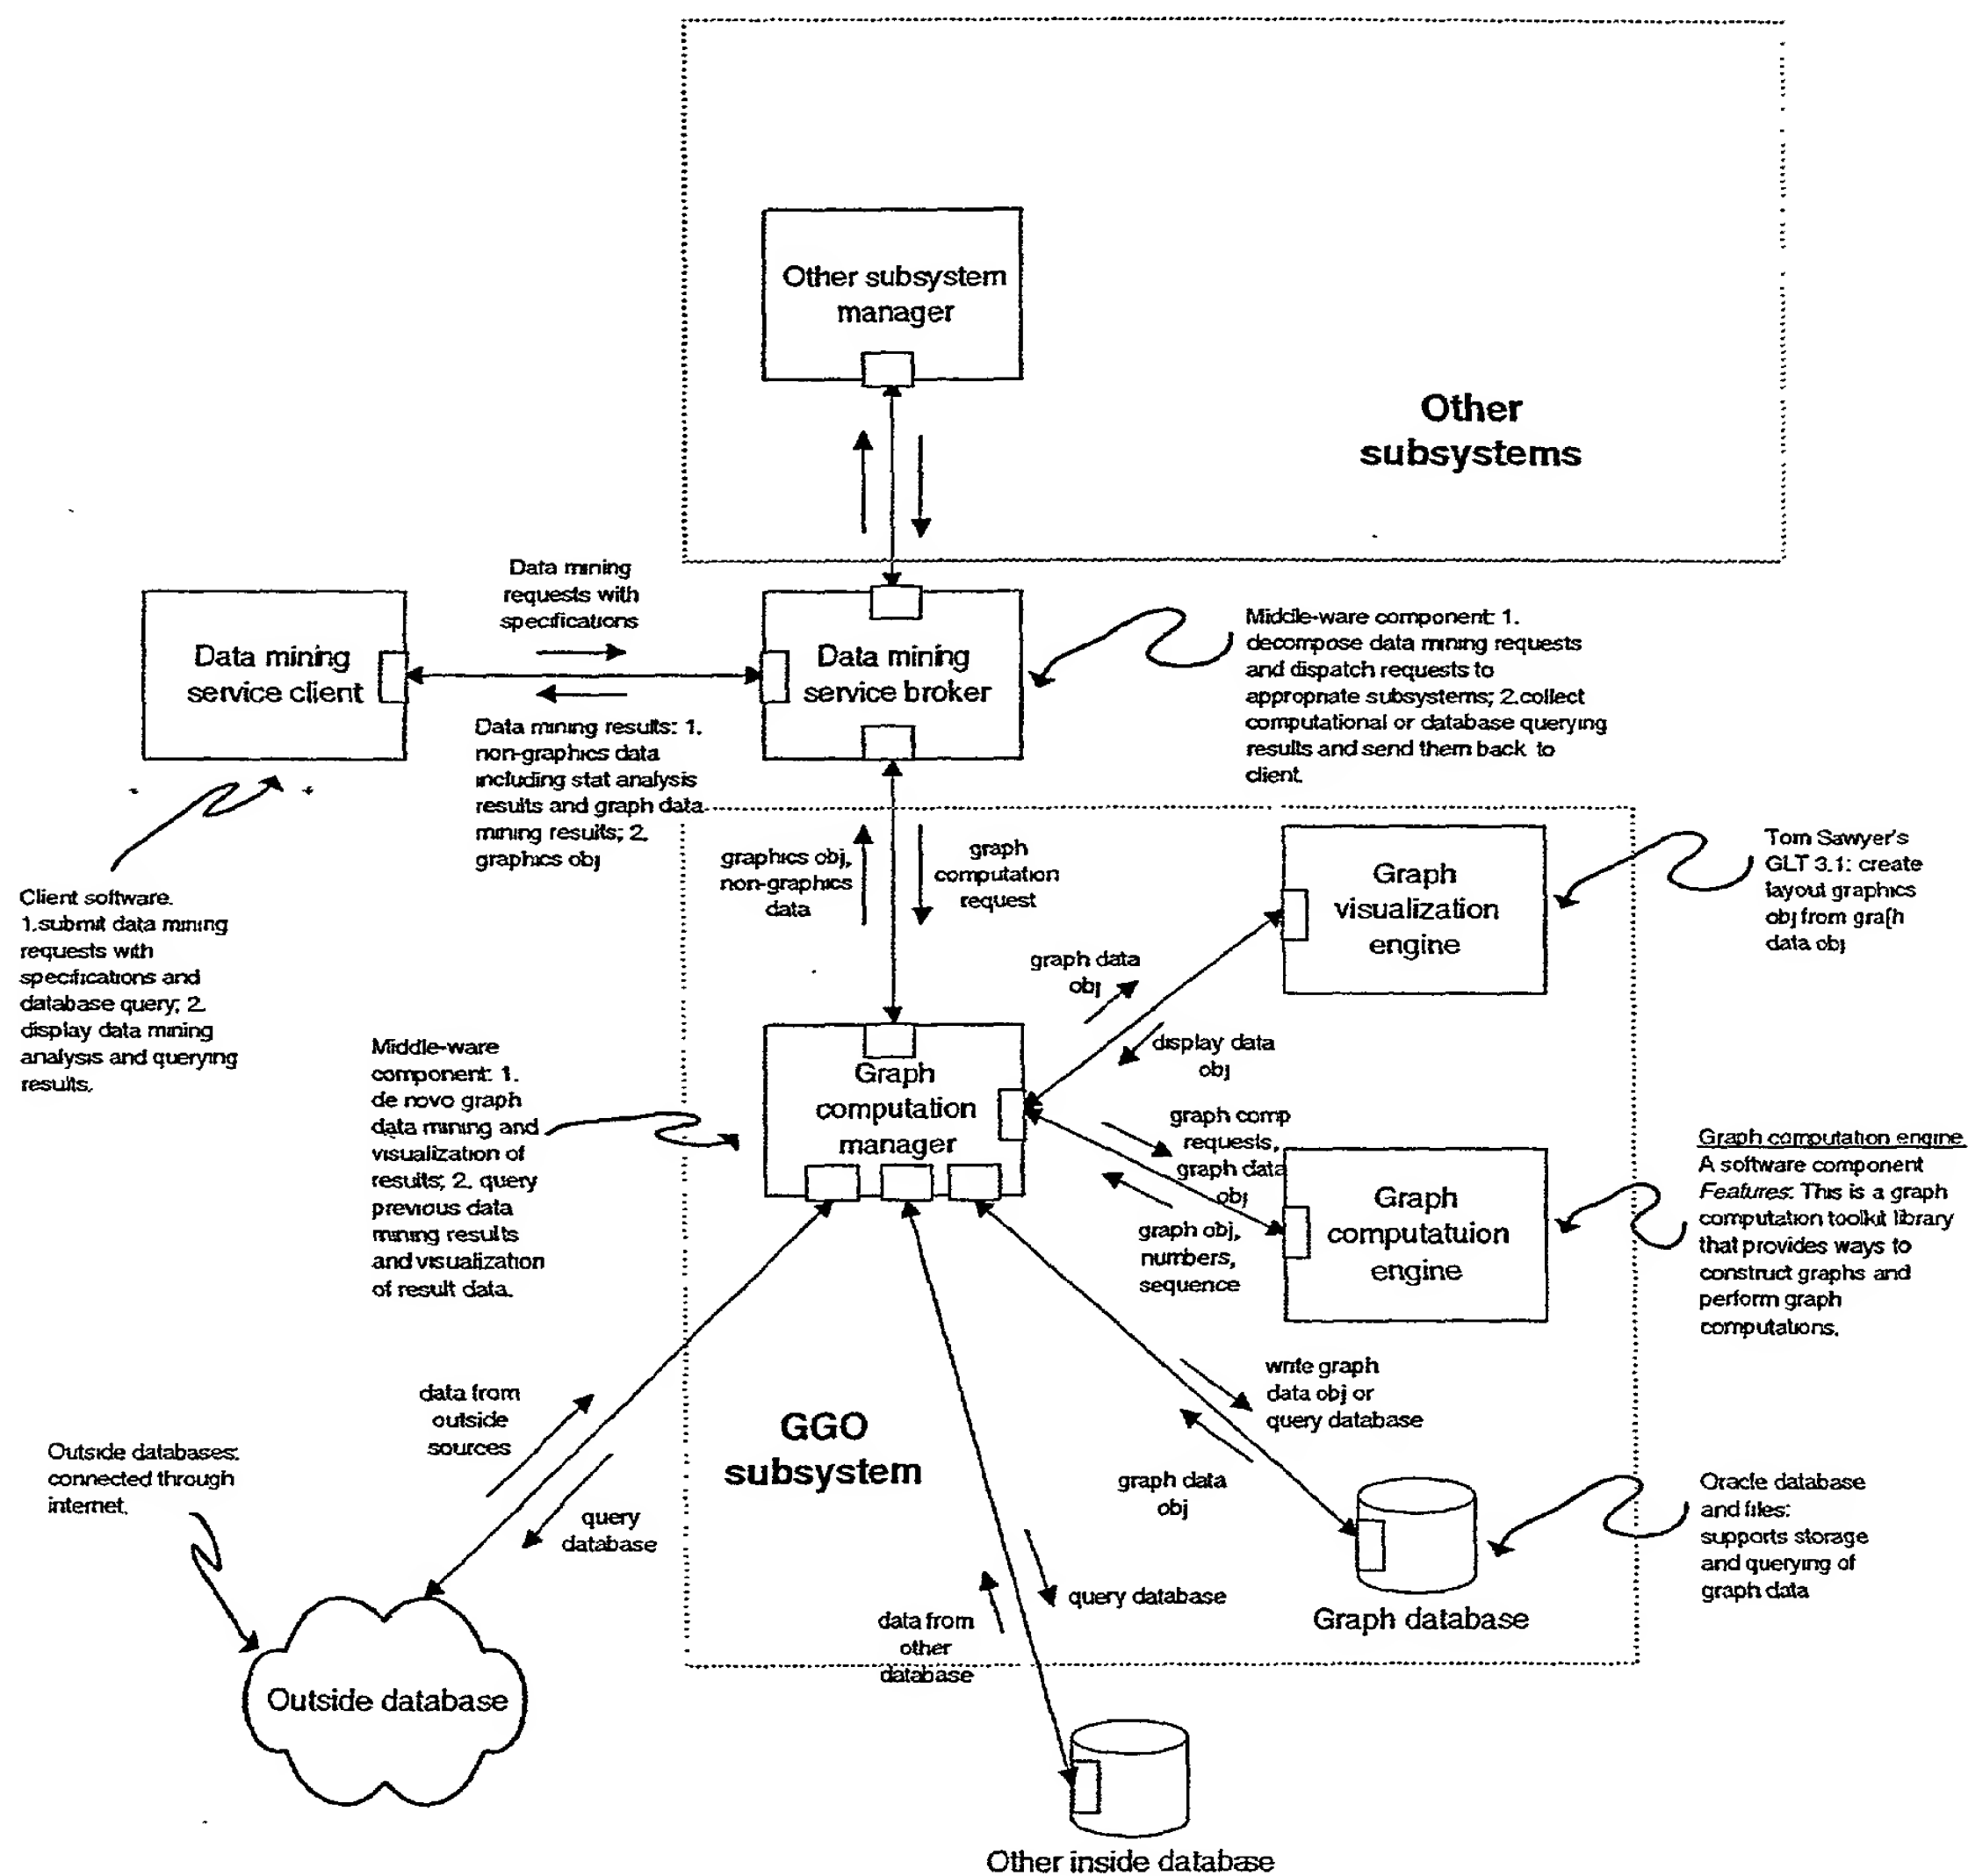 Other subsystem
manager
Other
subsystems
Data mining
requests with
specifications
Data mining
service client
Data mining
service broker
Middle-ware component: 1.
decompose data mining requests
and dispatch requests to
appropriate subsystems; 2.collect
computational or database querying
results and send them back to
client.
Data mining results: 1.
non-graphics data
including stat analysis
results and graph data
mining results; 2.
graphics obj
Client software.
1.submit data mining
requests with
specifications and
database query; 2.
display data mining
analysis and querying
results.
graphics obj,
non-graphics
data
graph
computation
request
Graph
visualization
engine
Tom Sawyer's
GLT 3.1: create
layout graphics
obj from gra[h
data obj
graph data
obj
display data
obj
Middle-ware
component: 1.
de novo graph
data mining and
visualization of
results; 2. query
previous data
mining results
and visualization
of result data.
Graph
computation
manager
graph comp
requests,
graph data
obj
graph obj,
numbers,
sequence
Graph
computatuion
engine
Graph computation engine
A software component
Features: This is a graph
computation toolkit library
that provides ways to
construct graphs and
perform graph
computations.
write graph
data obj or
query database
graph data
obj
data from
outside
sources
query
database
GGO
subsystem
Outside databases:
connected through
internet.
Oracle database
and files:
supports storage
and querying of
graph data
Graph database
query database
data from
other
database
Outside database
Other inside database